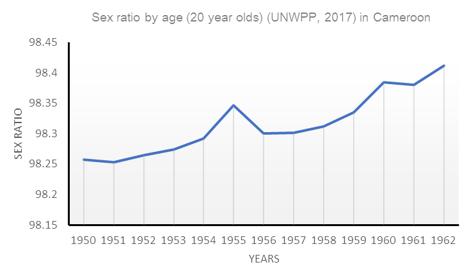 Sex ratio by age (20 year olds) (UNWPP, 2017) in Cameroon
98.45
98.4
98.35
98.3
98.25
98.2
98.15
SEX RATIO
1950 1951 1952 1953 1954 1955 1956 1957 1958 1959 1960 1961 1962
YEARS